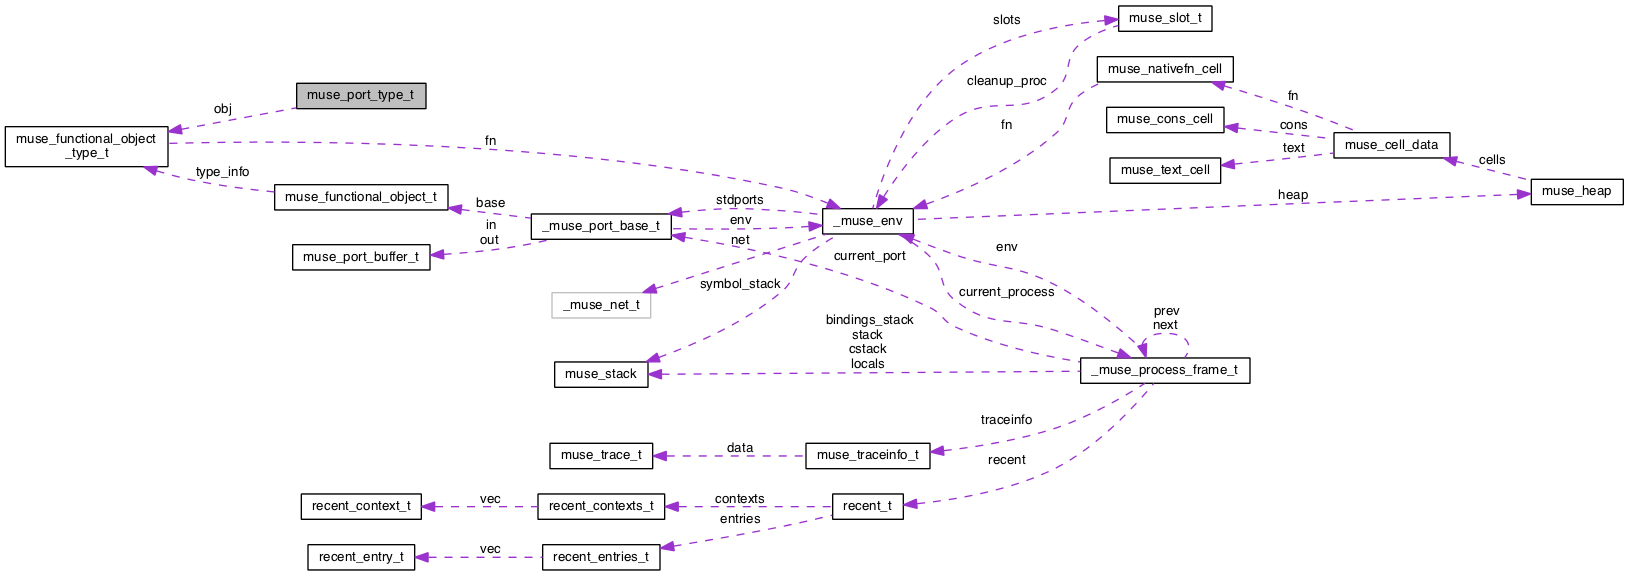 slots
muse_slot_t
cleanup_proc
muse_nativefn_cell
muse_port_type_t
obj
fn
muse_cons_cell
cons
muse_functional_object
_type_t
fn
fn
text
muse_cell_data
muse_text_cell
cells
type_info
muse_functional_object_t
base
stdports
heap
muse_heap
_muse_port_base_t
env
_muse_env
in
out
net
env
muse_port_buffer_t
current_port
symbol_stack
current_process
_muse_net_t
bindings_stack
stack
cstack
locals
prev
next
muse_stack
_muse_process_frame_t
traceinfo
muse_trace_t
data
muse_traceinfo_t
recent
recent_context_t
vec
recent_contexts_t
contexts
recent_t
entries
recent_entry_t
vec
recent_entries_t